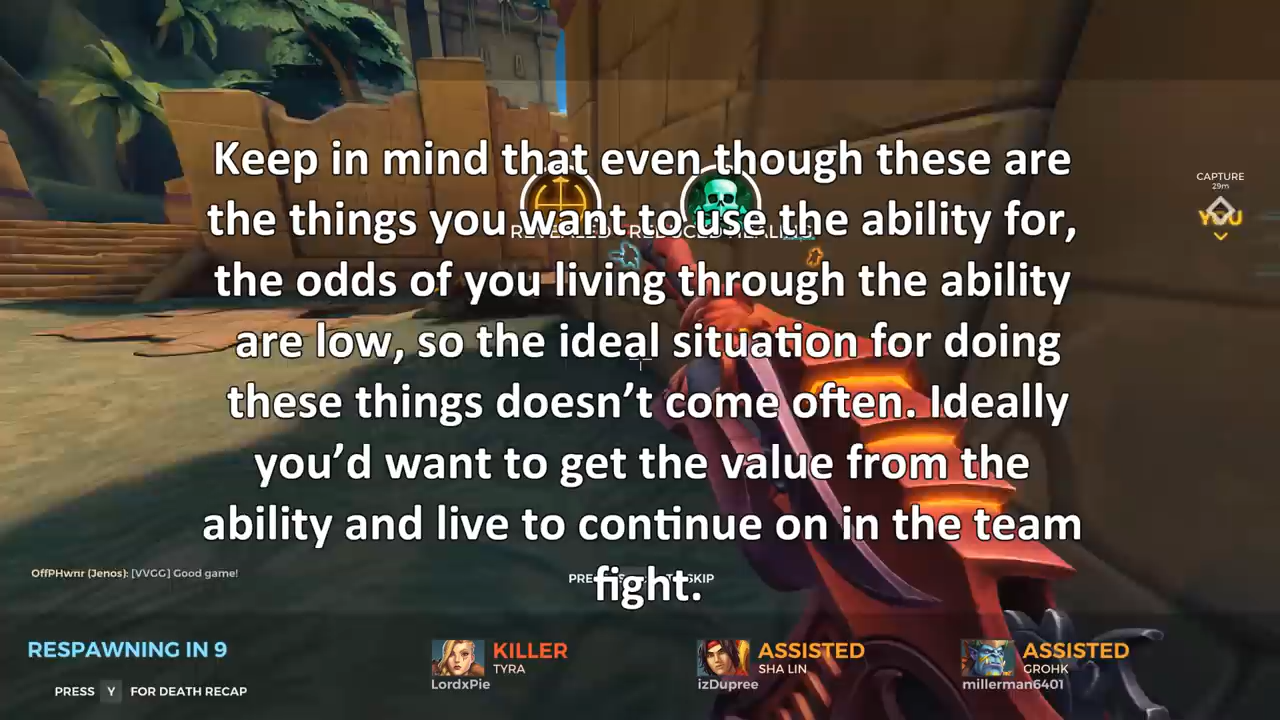 Keep in mind that even though these are
the things you want to use the ability for,
the odds of you living through the ability
are low, so the ideal situation for doing
these things doesn’t come often. Ideally
you’d want to get the value from the
ability and live to continue on in the team
fight.
CAPTURE
29m
YOU
OffPHwnr (Jenos): [VVGG] Good game!
SKIP
RESPAWNING IN 9
PRESS Y FOR DEATH RECAP
KILLER
TYRA
LordxPie
ASSISTED
SHA LIN
izDupree
ASSISTED
GROHK
millerman6401